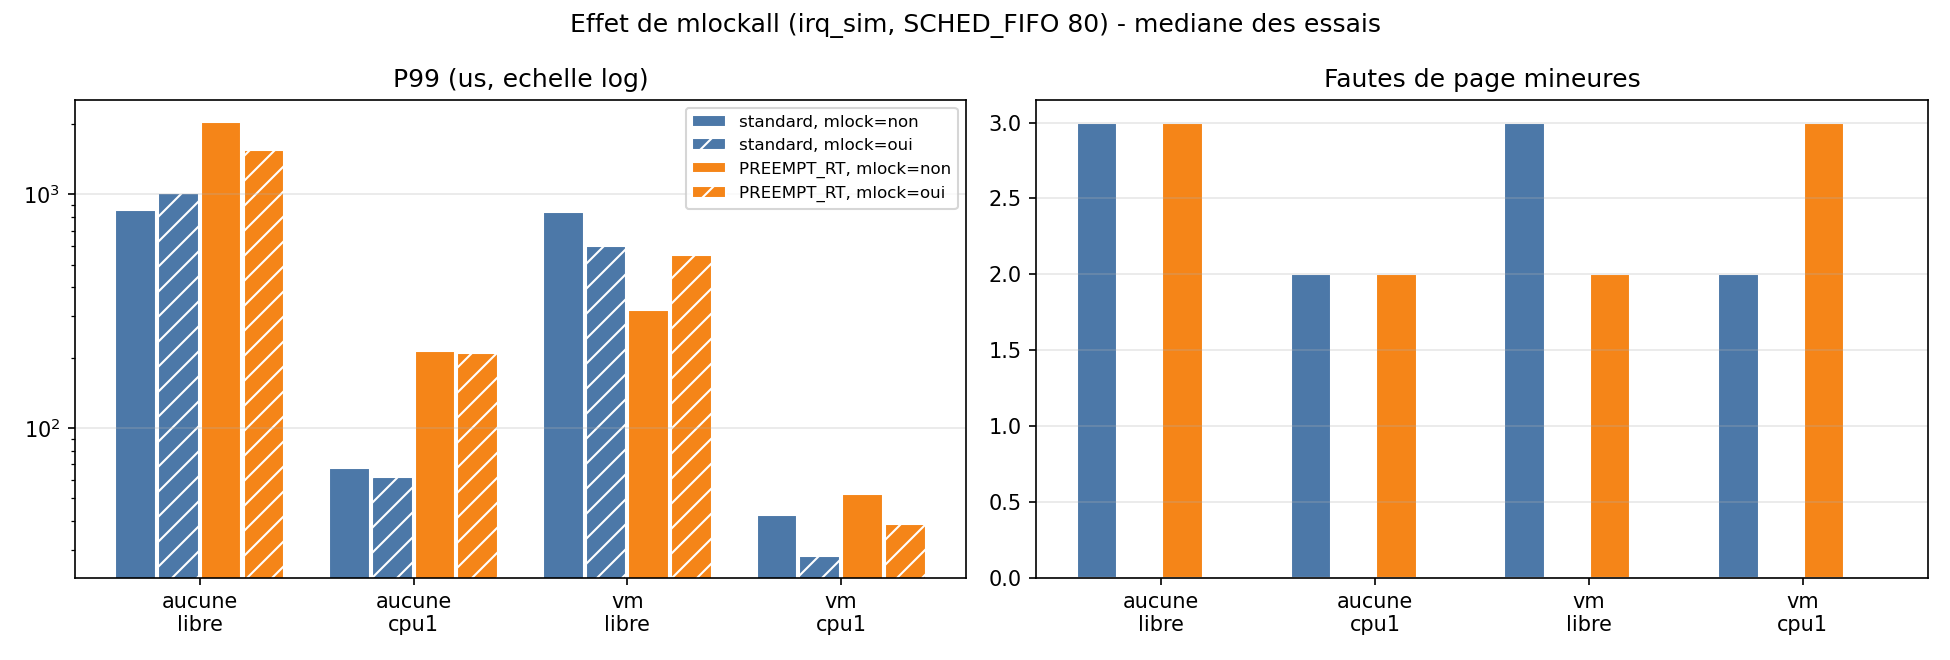 Effet de mlockall (irq_sim, SCHED_FIFO 80) - mediane des essais
P99 (us, echelle log)
10³
10²
standard, mlock=non
standard, mlock=oui
PREEMPT_RT, mlock=non
PREEMPT_RT, mlock=oui
aucune
libre
aucune
cpu1
vm
libre
vm
cpu1
Fautes de page mineures
3.0
2.5
2.0
1.5
1.0
0.5
0.0
aucune
libre
aucune
cpu1
vm
libre
vm
cpu1